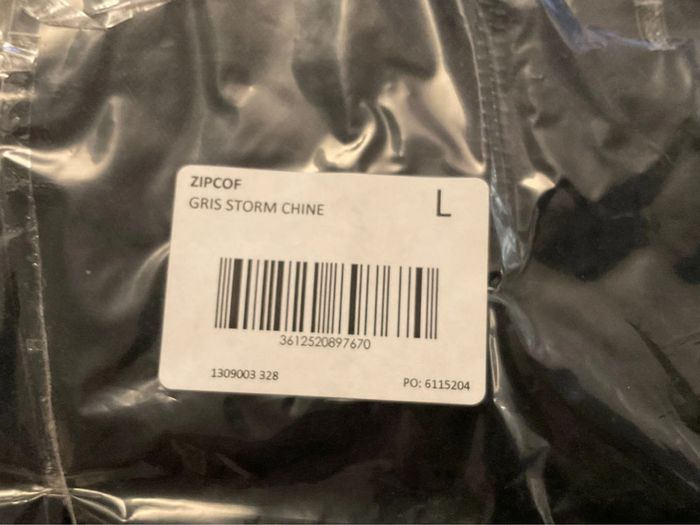 ZIPCOF
GRIS STORM CHINE
L
3612520897670
1309003 328
PO: 6115204